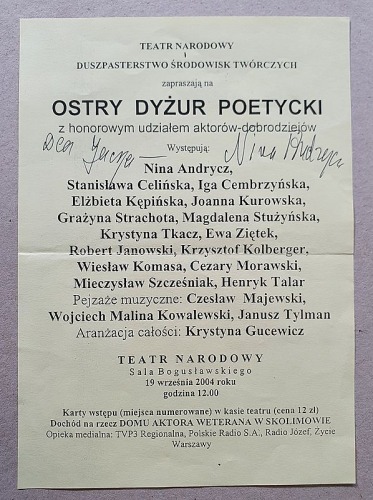 TEATR NARODOWY
i
DUSZPASTERSTWO ŚRODOWISK TWÓRCZYCH
zapraszają na
OSTRY DYŻUR POETYCKI
z honorowym udziałem aktorów-dobrodziejów
Dla Jacka — Nina Andrycz
Występują:
Nina Andrycz,
Stanisława Celińska, Iga Cembrzyńska,
Elżbieta Kępińska, Joanna Kurowska,
Grażyna Strachota, Magdalena Stużyńska,
Krystyna Tkacz, Ewa Ziętek,
Robert Janowski, Krzysztof Kolberger,
Wiesław Komasa, Cezary Morawski,
Mieczysław Szcześniak, Henryk Talar
Pejzaże muzyczne: Czesław Majewski,
Wojciech Malina Kowalewski, Janusz Tylman
Aranżacja całości: Krystyna Gucewicz
TEATR NARODOWY
Sala Bogusławskiego
19 września 2004 roku
godzina 12.00
Karty wstępu (miejsca numerowane) w kasie teatru (cena 12 zł)
Dochód na rzecz DOMU AKTORA WETERANA W SKOLIMOWIE
Opieka medialna: TVP3 Regionalna, Polskie Radio S.A., Radio Józef, Życie
Warszawy